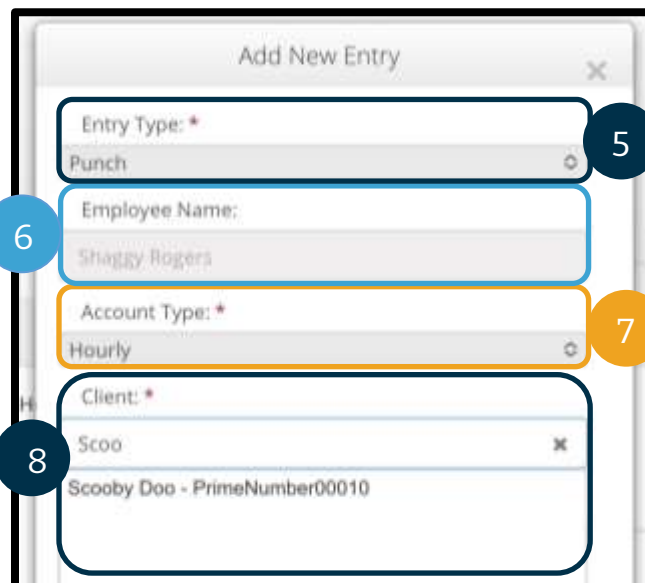 Add New Entry
×
Entry Type: *
5
Punch
Employee Name:
6
Shaggy Rogers
Account Type: *
7
Hourly
H
Client: *
8
Scoo
×
Scooby Doo - PrimeNumber00010